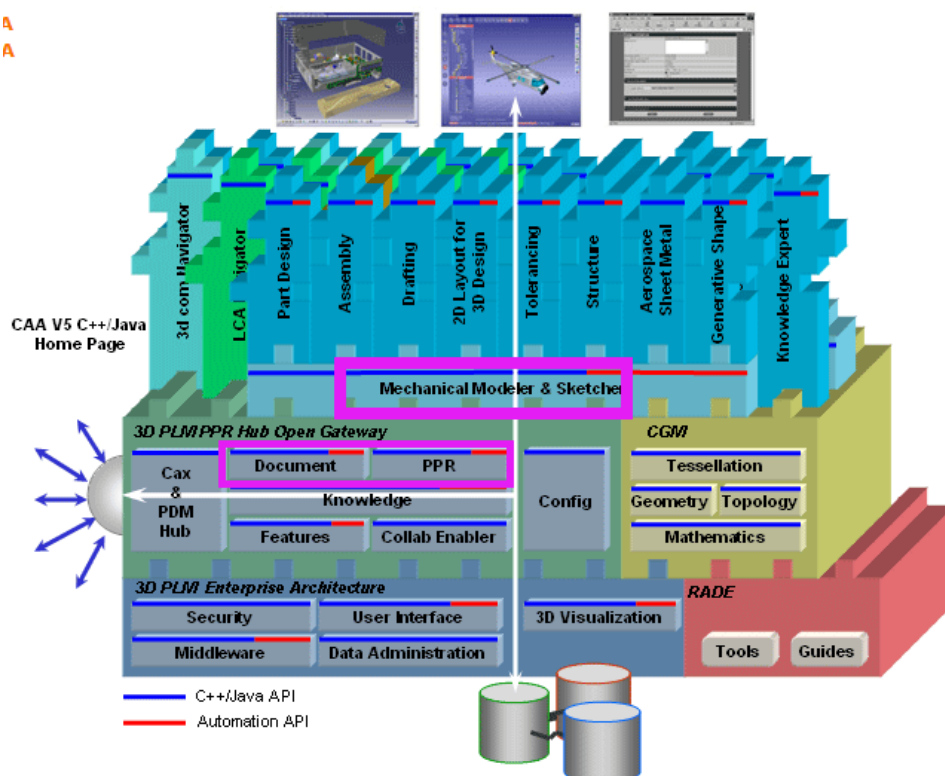 A
A
3d com Navigator
LCA
Part Design
Assembly
Drafting
2D Layout for
3D Design
Tolerancing
Structure
Aerospace
Sheet Metal
Generative Shape
Knowledge Expert
CAA V5 C++/Java
Home Page
Mechanical Modeler & Sketcher
3D PLM PPR Hub Open Gateway
CGM
Cax
&
PDM
Hub
Document
PPR
Knowledge
Features
Collab Enabler
Config
Tessellation
Geometry
Topology
Mathematics
3D PLM Enterprise Architecture
RADE
Security
User Interface
3D Visualization
Middleware
Data Administration
Tools
Guides
C++/Java API
Automation API